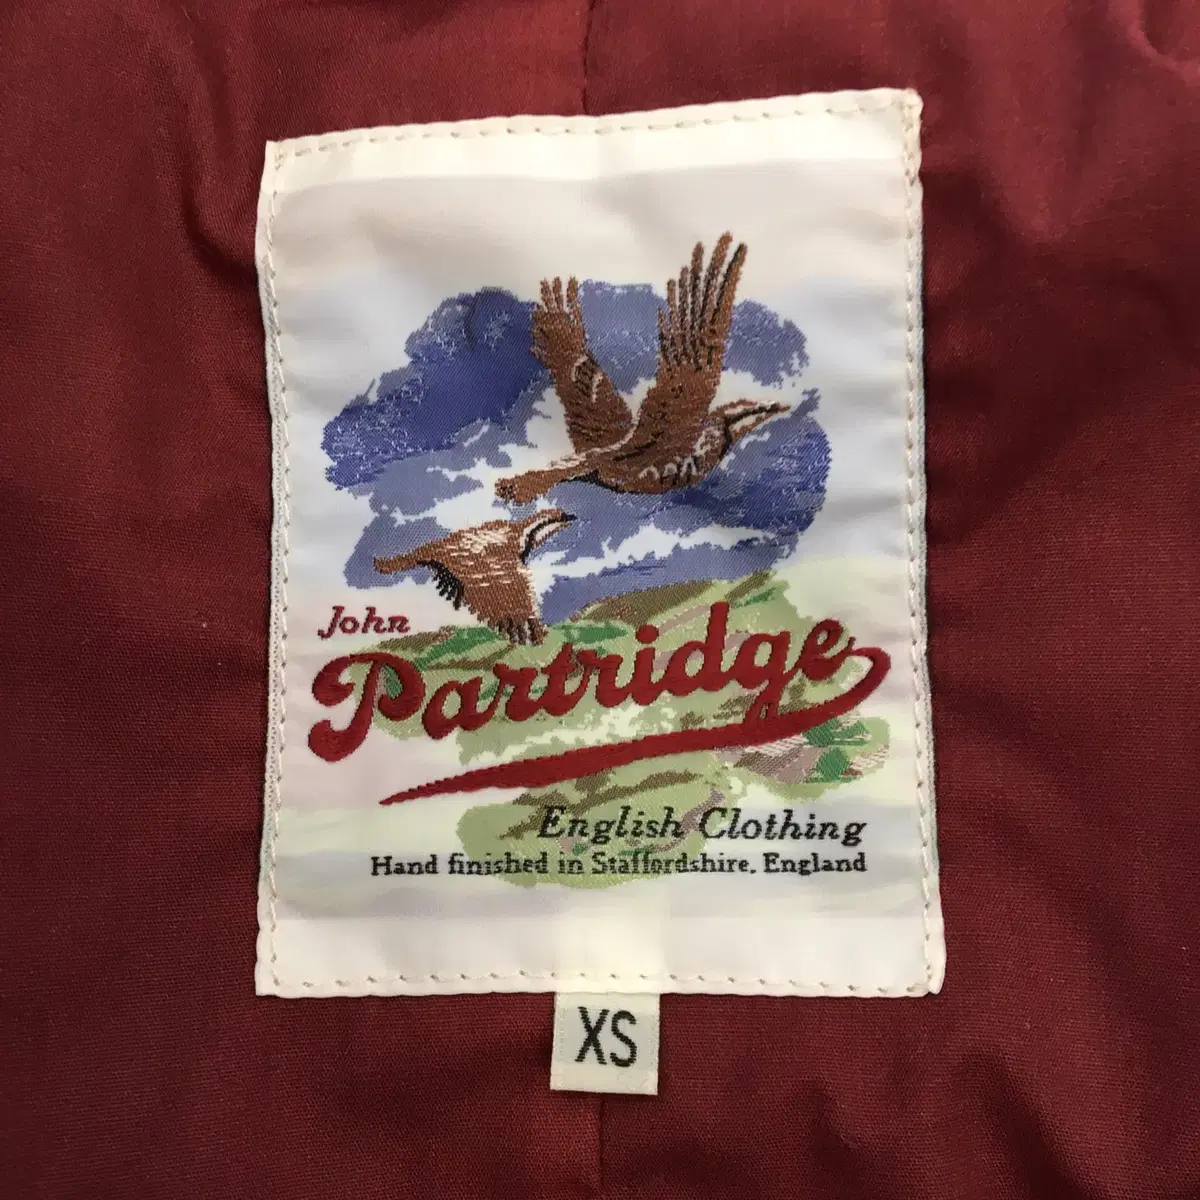 John
Partridge
English Clothing
Hand finished in Staffordshire. England
XS